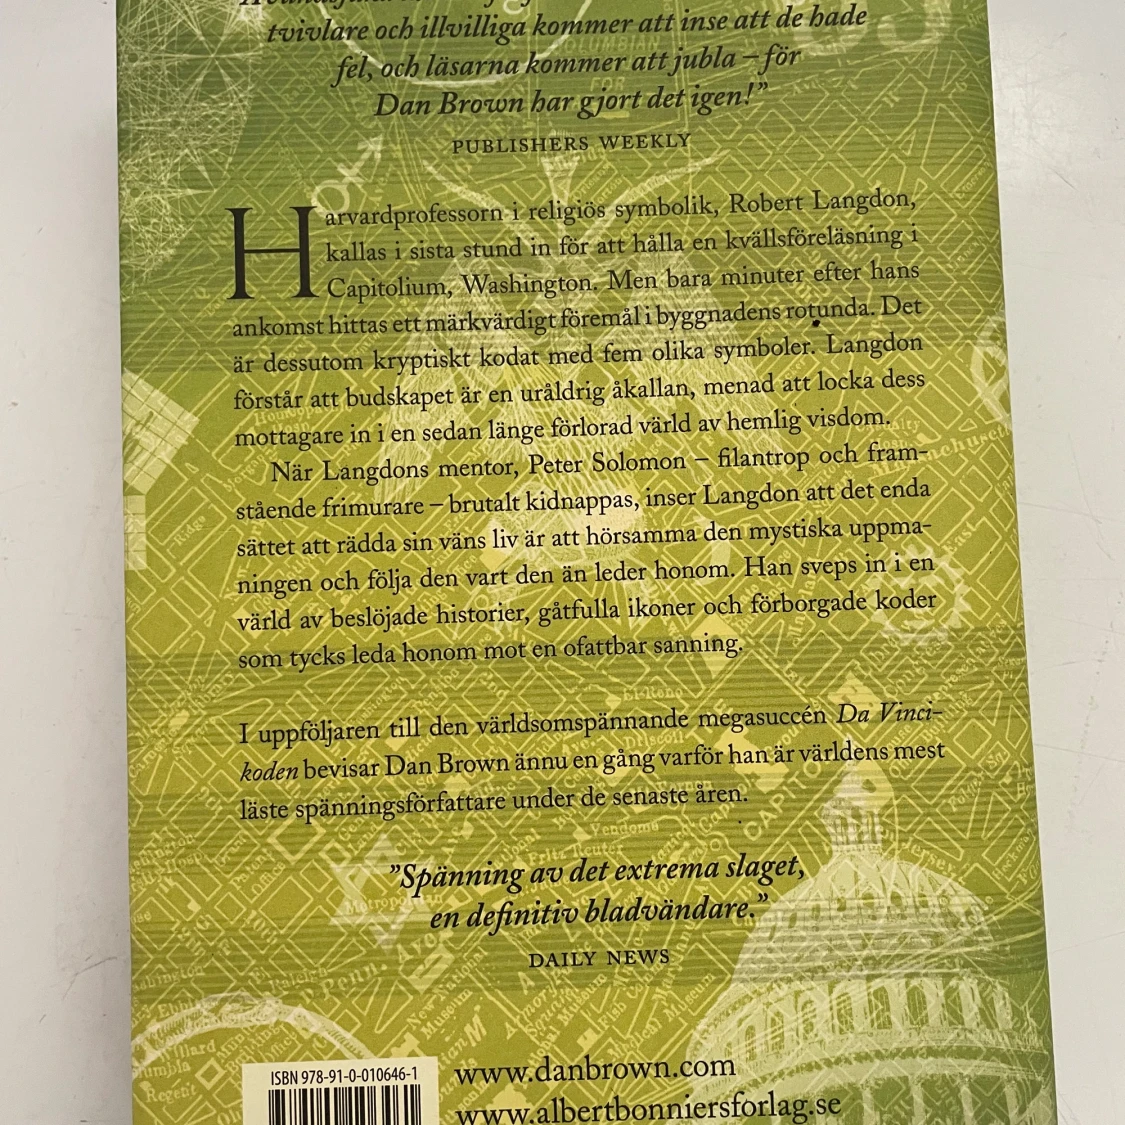 tvivlare och illvilliga kommer att inse att de hade
fel, och läsarna kommer att jubla – för
Dan Brown har gjort det igen!”
PUBLISHERS WEEKLY
Harvardprofessorn i religiös symbolik, Robert Langdon,
kallas i sista stund in för att hålla en kvällsföreläsning i
Capitolium, Washington. Men bara minuter efter hans
ankomst hittas ett märkvärdigt föremål i byggnadens rotunda. Det
är dessutom kryptiskt kodat med fem olika symboler. Langdon
förstår att budskapet är en uråldrig åkallan, menad att locka dess
mottagare in i en sedan länge förlorad värld av hemlig visdom.
När Langdons mentor, Peter Solomon – filantrop och fram-
stående frimurare – brutalt kidnappas, inser Langdon att det enda
sättet att rädda sin väns liv är att hörsamma den mystiska uppma-
ningen och följa den vart den än leder honom. Han sveps in i en
värld av beslöjade historier, gåtfulla ikoner och förborgade koder
som tycks leda honom mot en ofattbar sanning.
I uppföljaren till den världsomspännande megasuccén Da Vinci-
koden bevisar Dan Brown ännu en gång varför han är världens mest
läste spänningsförfattare under de senaste åren.
”Spänning av det extrema slaget,
en definitiv bladvändare.”
DAILY NEWS
ISBN 978-91-0-010646-1
www.danbrown.com
www.albertbonniersforlag.se